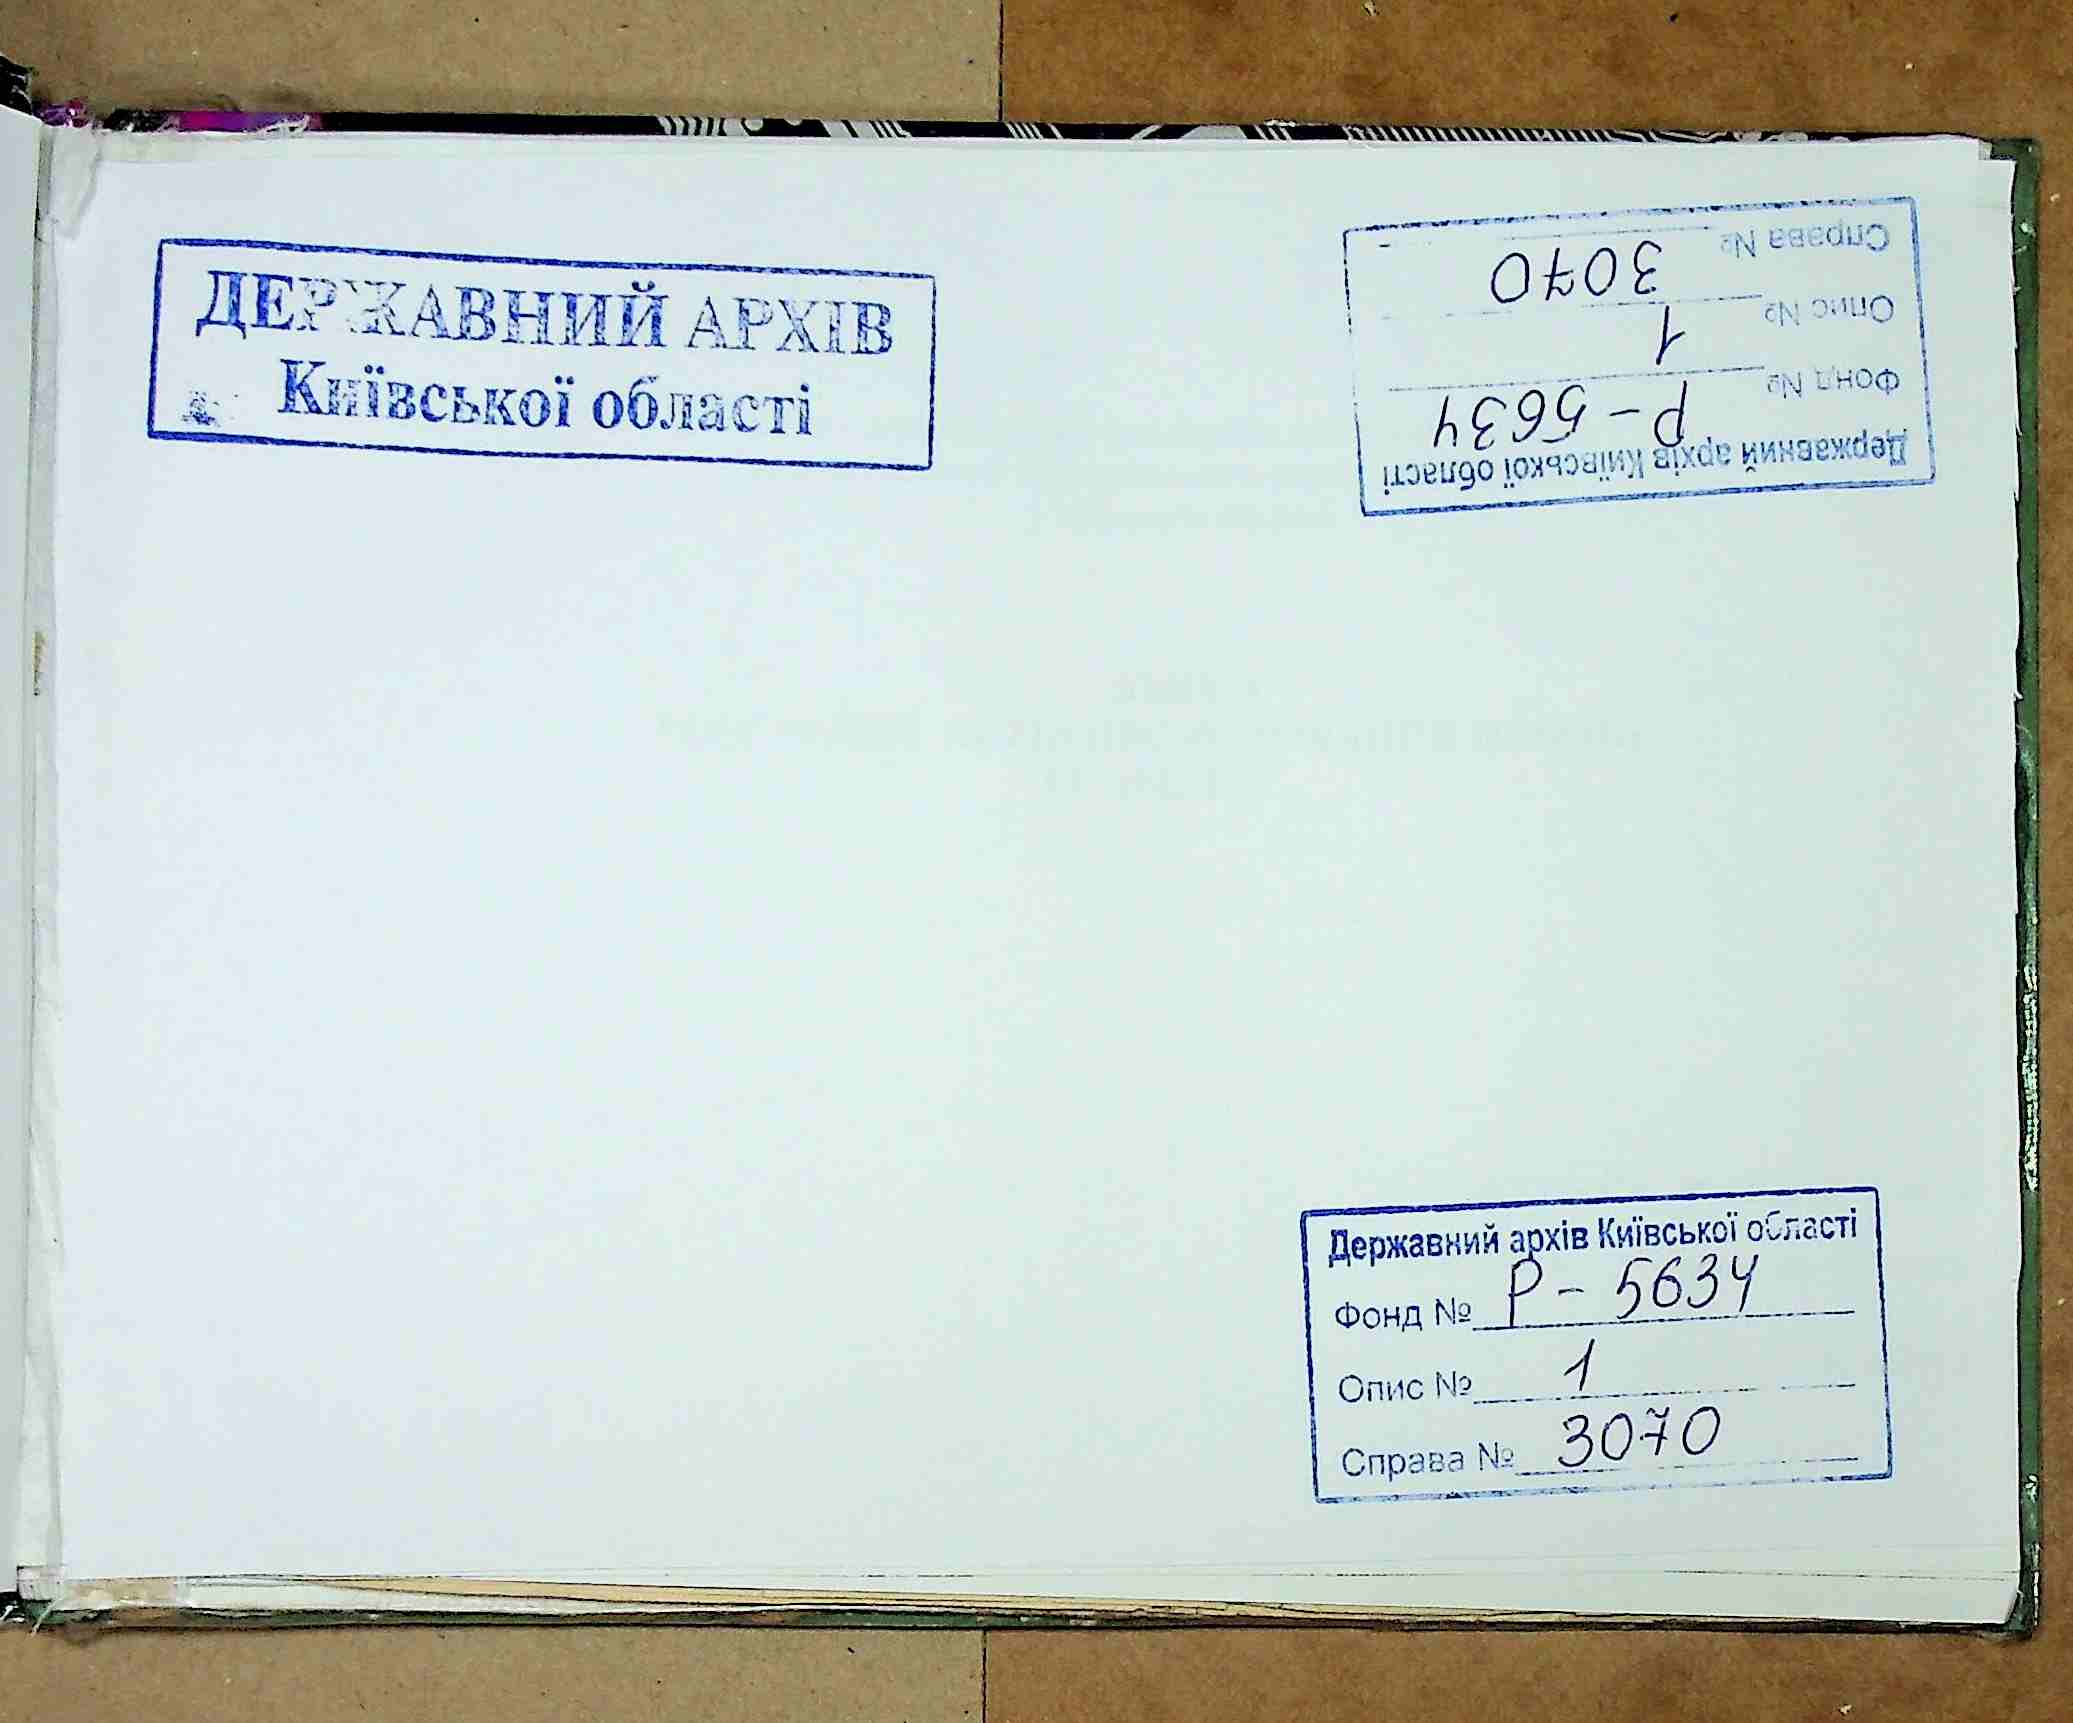 ДЕРЖАВНИЙ АРХІВ
Київської області
Державний архів Київської області
Фонд № Р - 5634
Опис № 1
Справа № 3070
Державний архів Київської області
Фонд № Р - 5634
Опис № 1
Справа № 3070